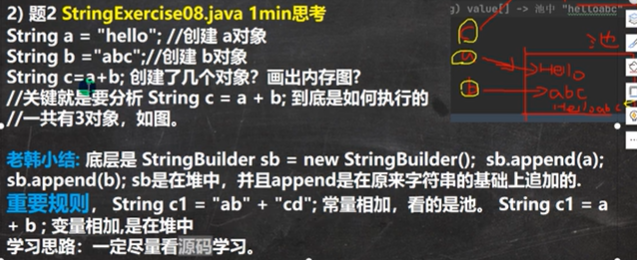 2) 题2 StringExercise08.java 1min思考
String a = "hello"; //创建 a对象
String b ="abc";//创建 b对象
String c=a+b; 创建了几个对象？画出内存图？
//关键就是要分析 String c = a + b; 到底是如何执行的
//一共有3对象，如图。
老韩小结: 底层是 StringBuilder sb = new StringBuilder(); sb.append(a);
sb.append(b); sb是在堆中，并且append是在原来字符串的基础上追加的.
重要规则， String c1 = "ab" + "cd"; 常量相加，看的是池。 String c1 = a
+ b ; 变量相加,是在堆中
学习思路：一定尽量看源码学习。
g) value[] -> 池中 "helloabc"
池
c
a
Hello
b
abc
Helloabc